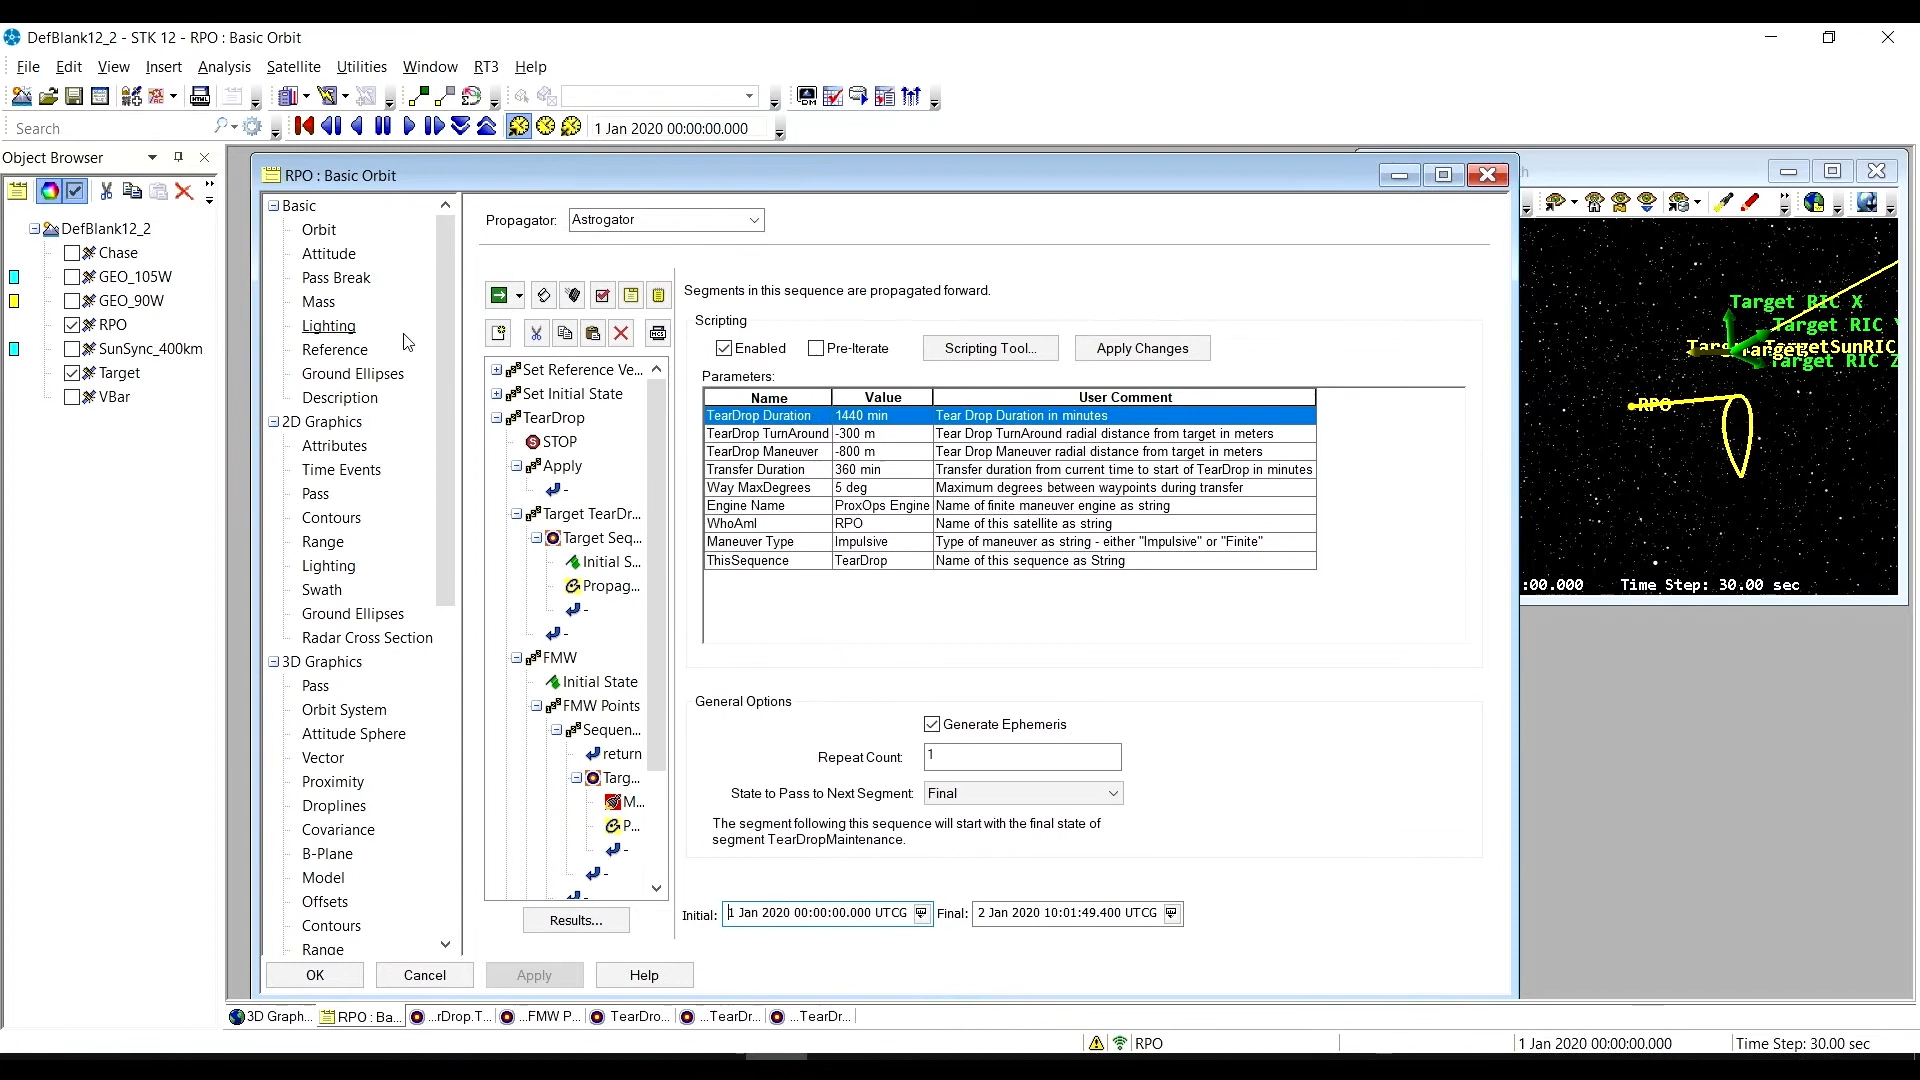 DefBlank12_2 - STK 12 - RPO : Basic Orbit
File Edit View Insert Analysis Satellite Utilities Window RT3 Help
Search
1 Jan 2020 00:00:00.000
Object Browser
DefBlank12_2
Chase
GEO_105W
GEO_90W
RPO
SunSync_400km
Target
VBar
RPO : Basic Orbit
Basic
Orbit
Attitude
Pass Break
Mass
Lighting
Reference
Ground Ellipses
Description
2D Graphics
Attributes
Time Events
Pass
Contours
Range
Lighting
Swath
Ground Ellipses
Radar Cross Section
3D Graphics
Pass
Orbit System
Attitude Sphere
Vector
Proximity
Droplines
Covariance
B-Plane
Model
Offsets
Contours
Range
Propagator: Astrogator
Set Reference Ve...
Set Initial State
TearDrop
STOP
Apply
-
Target TearDr...
Target Seq...
Initial S...
Propag...
-
-
FMW
Initial State
FMW Points
Sequen...
return
Targ...
M...
P...
-
-
Results...
Segments in this sequence are propagated forward.
Scripting
Enabled Pre-Iterate Scripting Tool... Apply Changes
Parameters:
Name Value User Comment
TearDrop Duration 1440 min Tear Drop Duration in minutes
TearDrop TurnAround -300 m Tear Drop TurnAround radial distance from target in meters
TearDrop Maneuver -800 m Tear Drop Maneuver radial distance from target in meters
Transfer Duration 360 min Transfer duration from current time to start of TearDrop in minutes
Way MaxDegrees 5 deg Maximum degrees between waypoints during transfer
Engine Name ProxOps Engine Name of finite maneuver engine as string
WhoAmI RPO Name of this satellite as string
Maneuver Type Impulsive Type of maneuver as string - either "Impulsive" or "Finite"
ThisSequence TearDrop Name of this sequence as String
General Options
Generate Ephemeris
Repeat Count: 1
State to Pass to Next Segment: Final
The segment following this sequence will start with the final state of
segment TearDropMaintenance.
Initial: 1 Jan 2020 00:00:00.000 UTCG Final: 2 Jan 2020 10:01:49.400 UTCG
OK Cancel Apply Help
Target RIC X
Target RIC Y
TargetSunRIC
Target
Target RIC Z
RPO
:00.000 Time Step: 30.00 sec
3D Graph... RPO : Ba... ...rDrop.T... ...FMW P... TearDro... ...TearDr... ...TearDr...
RPO
1 Jan 2020 00:00:00.000 Time Step: 30.00 sec